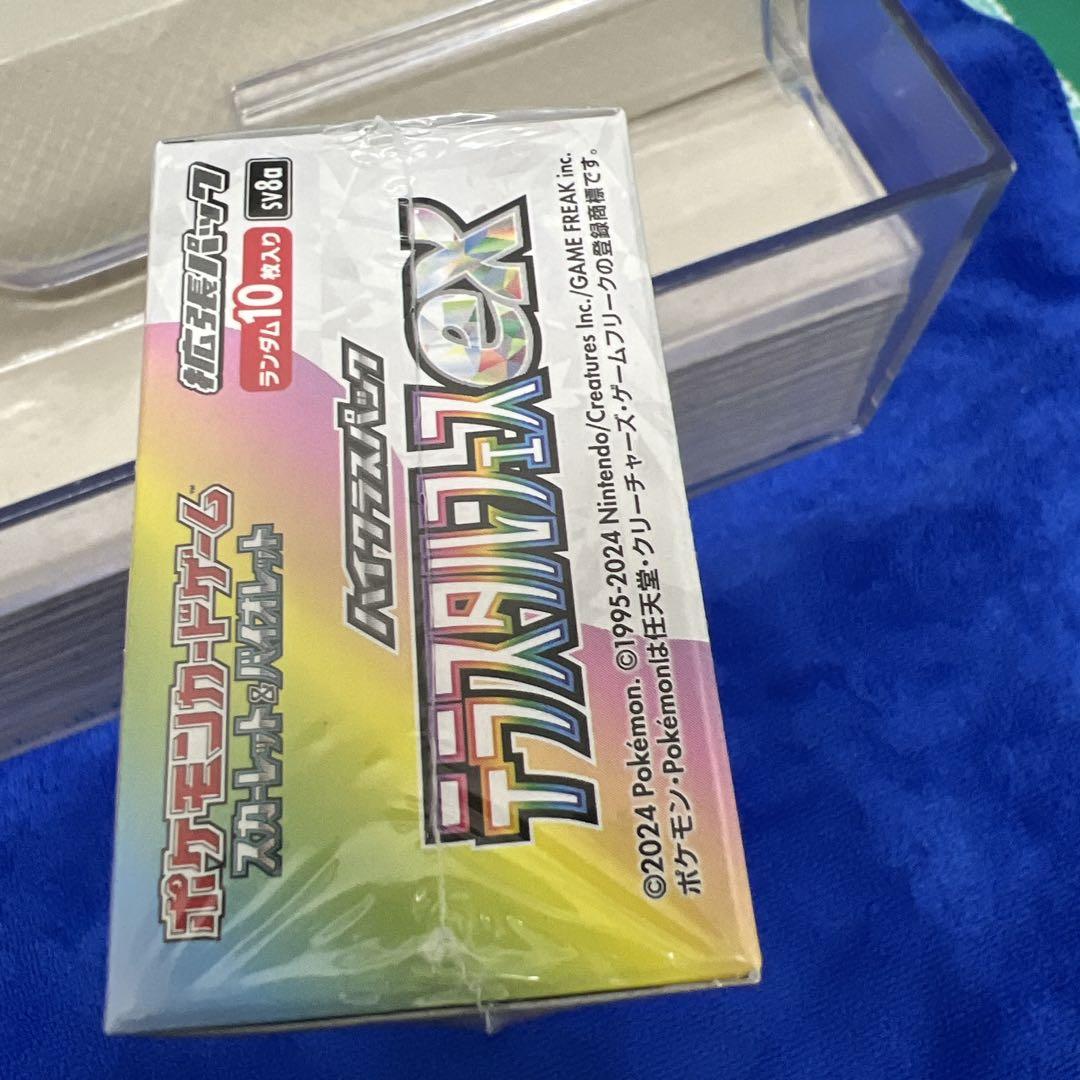 ポケモンカードゲーム™
スカーレット&バイオレット
拡張パック
ランダム10枚入り
SV8a
ハイクラスパック
テラスタルフェスex
©2024 Pokémon. ©1995-2024 Nintendo/Creatures Inc./GAME FREAK inc.
ポケモン・Pokémonは任天堂・クリーチャーズ・ゲームフリークの登録商標です。